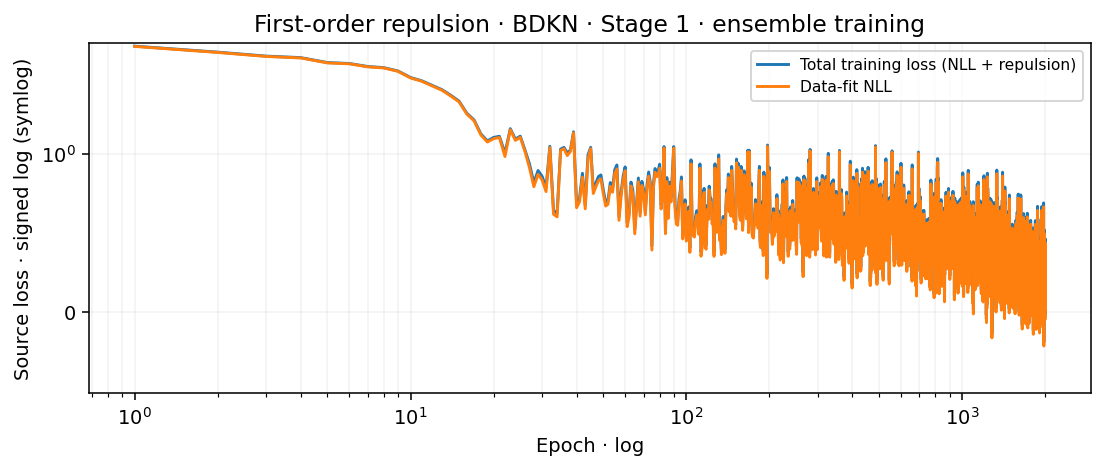 First-order repulsion · BDKN · Stage 1 · ensemble training
Total training loss (NLL + repulsion)
Data-fit NLL
Source loss · signed log (symlog)
10⁰
0
10⁰ 10¹ 10² 10³
Epoch · log